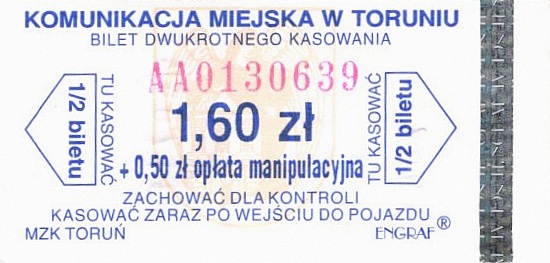 KOMUNIKACJA MIEJSKA W TORUNIU
BILET DWUKROTNEGO KASOWANIA
AA0130639
TU KASOWAĆ
1/2 biletu
1,60 zł
+ 0,50 zł opłata manipulacyjna
TU KASOWAĆ
1/2 biletu
ZACHOWAĆ DLA KONTROLI
KASOWAĆ ZARAZ PO WEJŚCIU DO POJAZDU
MZK TORUŃ
ENGRAF®